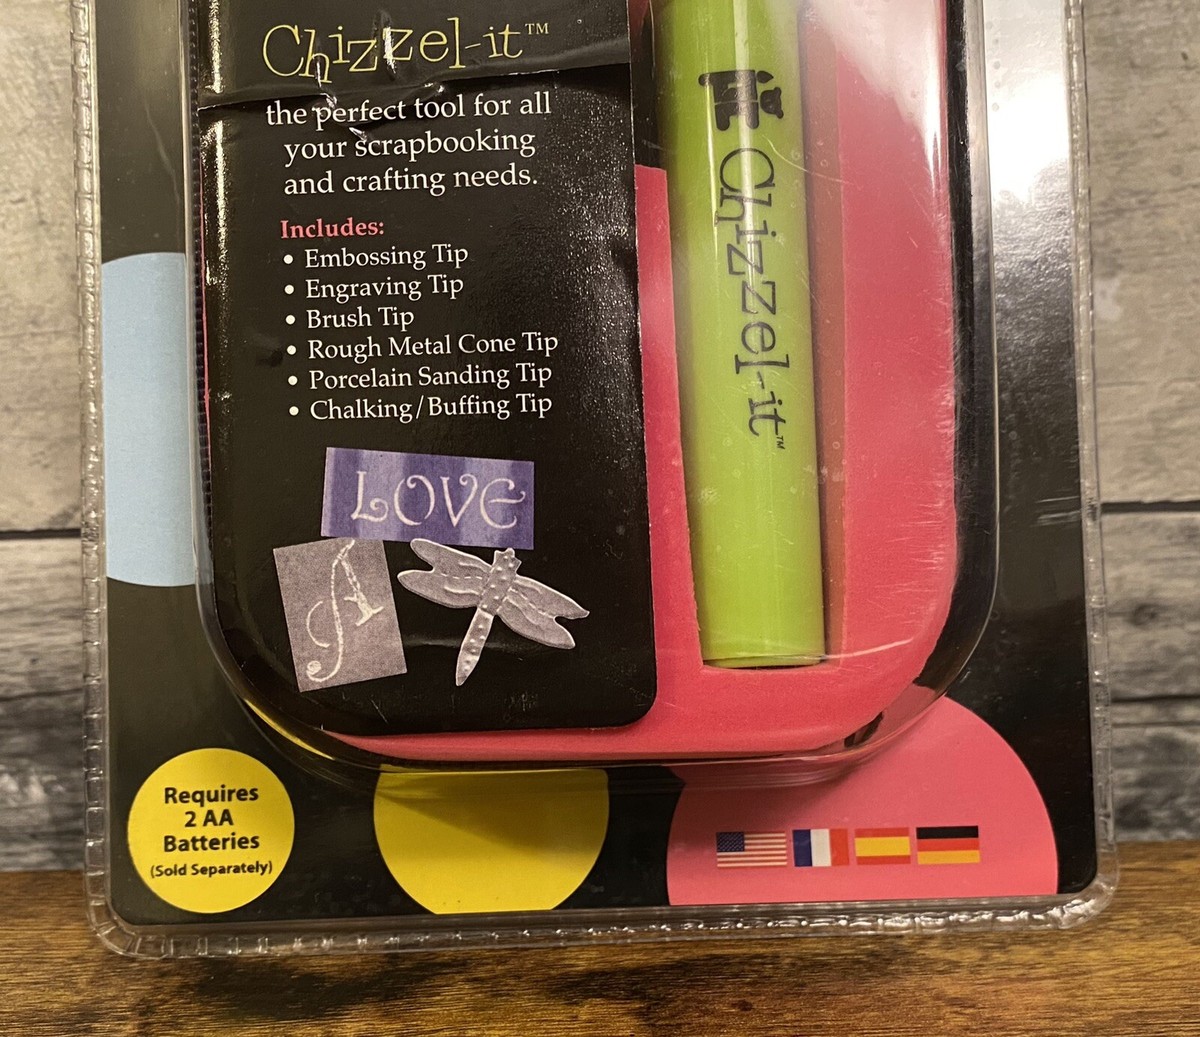 Chizzel-it™
the perfect tool for all
your scrapbooking
and crafting needs.
Includes:
• Embossing Tip
• Engraving Tip
• Brush Tip
• Rough Metal Cone Tip
• Porcelain Sanding Tip
• Chalking/Buffing Tip
LOVE
A
Chizzel-it™
Requires
2 AA
Batteries
(Sold Separately)